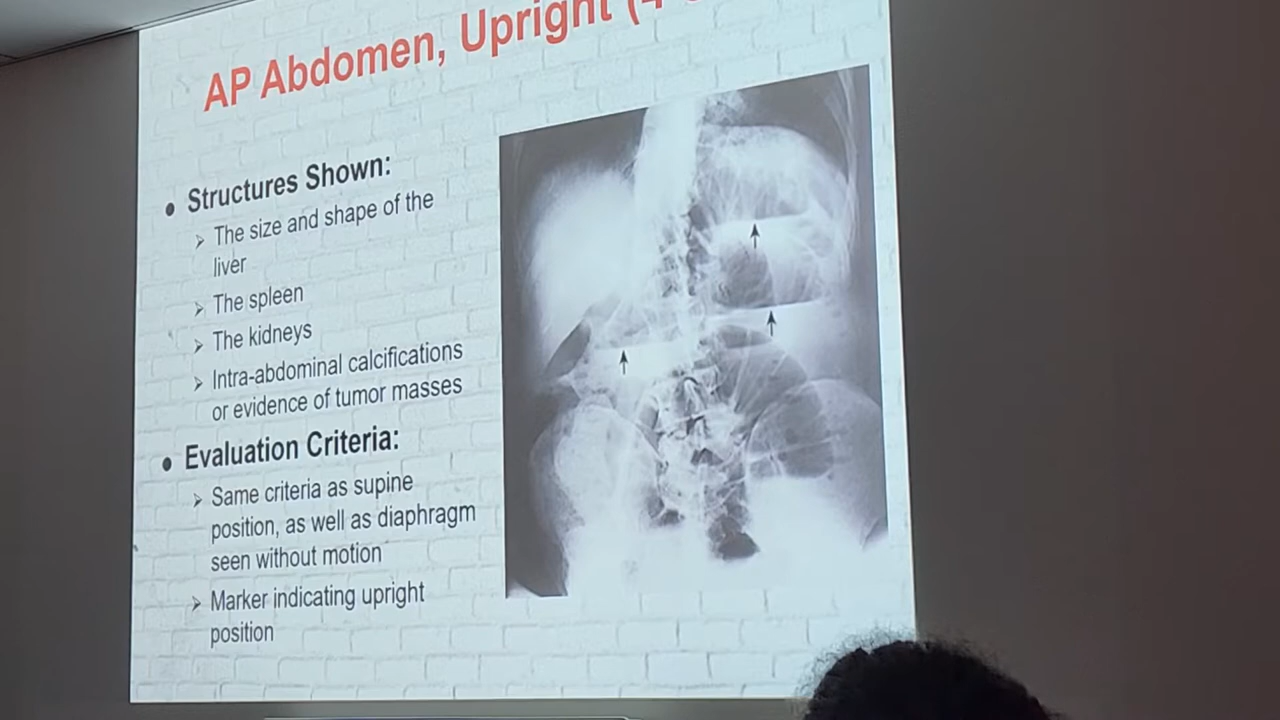 AP Abdomen, Upright (4
• Structures Shown:
➢ The size and shape of the
liver
➢ The spleen
➢ The kidneys
➢ Intra-abdominal calcifications
or evidence of tumor masses
• Evaluation Criteria:
➢ Same criteria as supine
position, as well as diaphragm
seen without motion
➢ Marker indicating upright
position